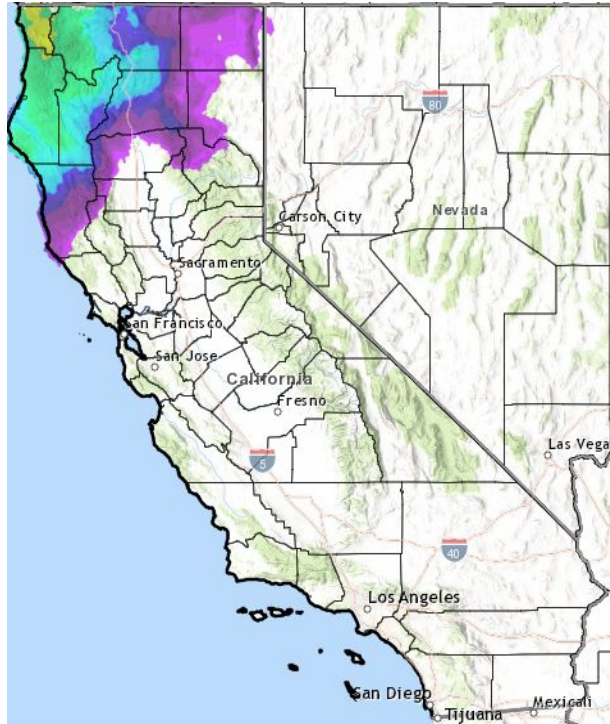 80
Carson City
Nevada
Sacramento
San Francisco
San Jose
California
Fresno
Las Vega
5
40
Los Angeles
San Diego
Mexicali
Tijuana